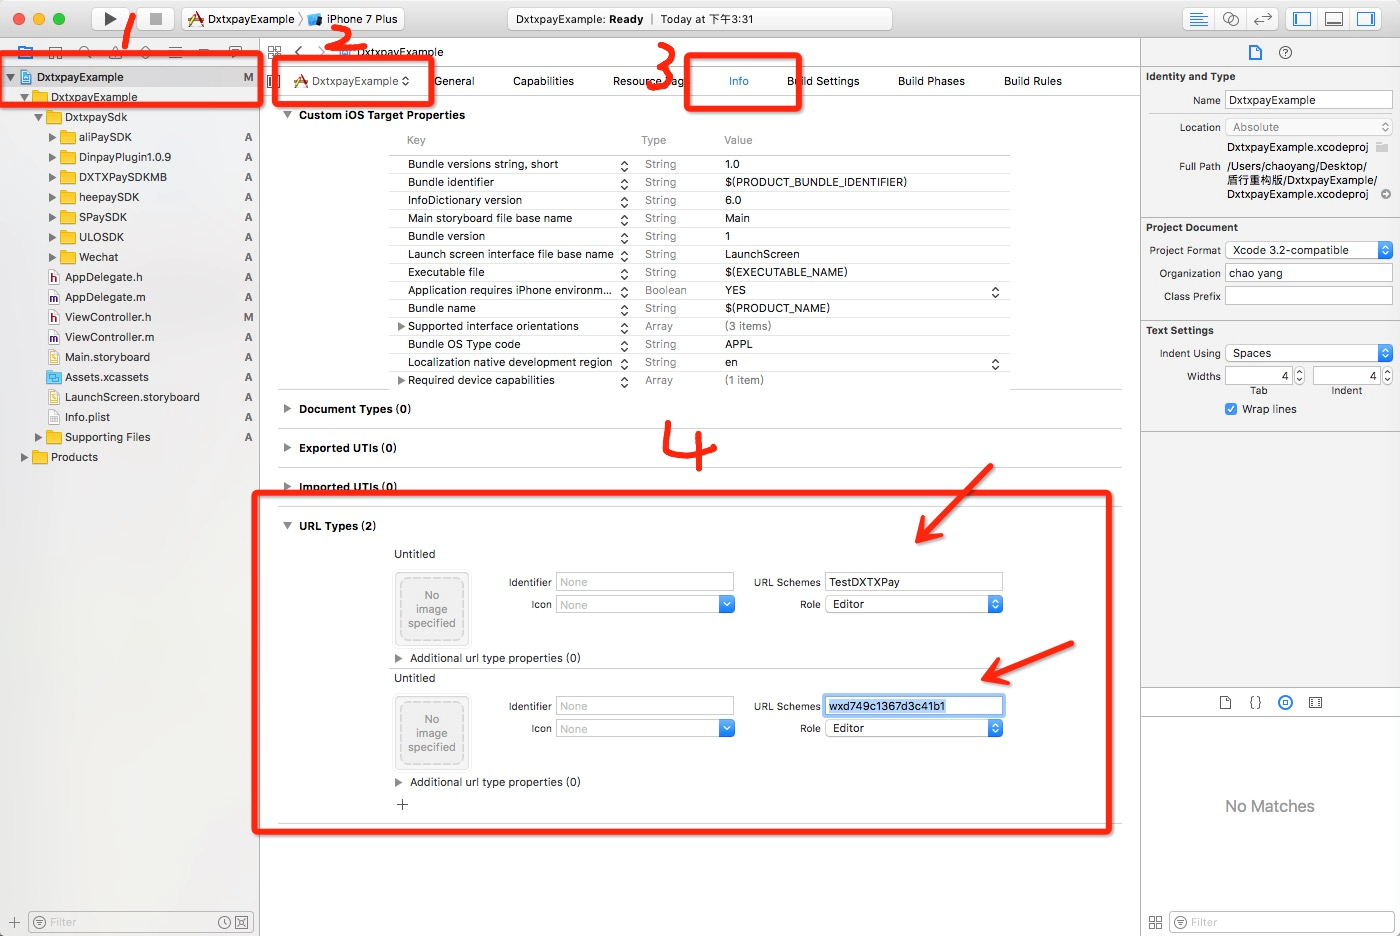 DxtxpayExample
iPhone 7 Plus
DxtxpayExample: Ready | Today at 下午3:31
1
2
3
4
DxtxpayExample M
DxtxpayExample
DxtxpaySdk
aliPaySDK A
DinpayPlugin1.0.9 A
DXTXPaySDKMB A
heepaySDK A
SPaySDK A
ULOSDK A
Wechat A
AppDelegate.h A
AppDelegate.m A
ViewController.h M
ViewController.m A
Main.storyboard A
Assets.xcassets A
LaunchScreen.storyboard A
Info.plist A
Supporting Files A
Products
Filter
DxtxpayExample
DxtxpayExample General Capabilities Resource Tags Info Build Settings Build Phases Build Rules
Custom iOS Target Properties
Key Type Value
Bundle versions string, short String 1.0
Bundle identifier String $(PRODUCT_BUNDLE_IDENTIFIER)
InfoDictionary version String 6.0
Main storyboard file base name String Main
Bundle version String 1
Launch screen interface file base name String LaunchScreen
Executable file String $(EXECUTABLE_NAME)
Application requires iPhone environm... Boolean YES
Bundle name String $(PRODUCT_NAME)
Supported interface orientations Array (3 items)
Bundle OS Type code String APPL
Localization native development region String en
Required device capabilities Array (1 item)
Document Types (0)
Exported UTIs (0)
Imported UTIs (0)
URL Types (2)
Untitled
No
image
specified
Identifier None URL Schemes TestDXTXPay
Icon None Role Editor
Additional url type properties (0)
Untitled
No
image
specified
Identifier None URL Schemes wxd749c1367d3c41b1
Icon None Role Editor
Additional url type properties (0)
Identity and Type
Name DxtxpayExample
Location Absolute
DxtxpayExample.xcodeproj
Full Path /Users/chaoyang/Desktop/
盾行重构版/DxtxpayExample/
DxtxpayExample.xcodeproj
Project Document
Project Format Xcode 3.2-compatible
Organization chao yang
Class Prefix
Text Settings
Indent Using Spaces
Widths 4 4
Tab Indent
Wrap lines
No Matches
Filter